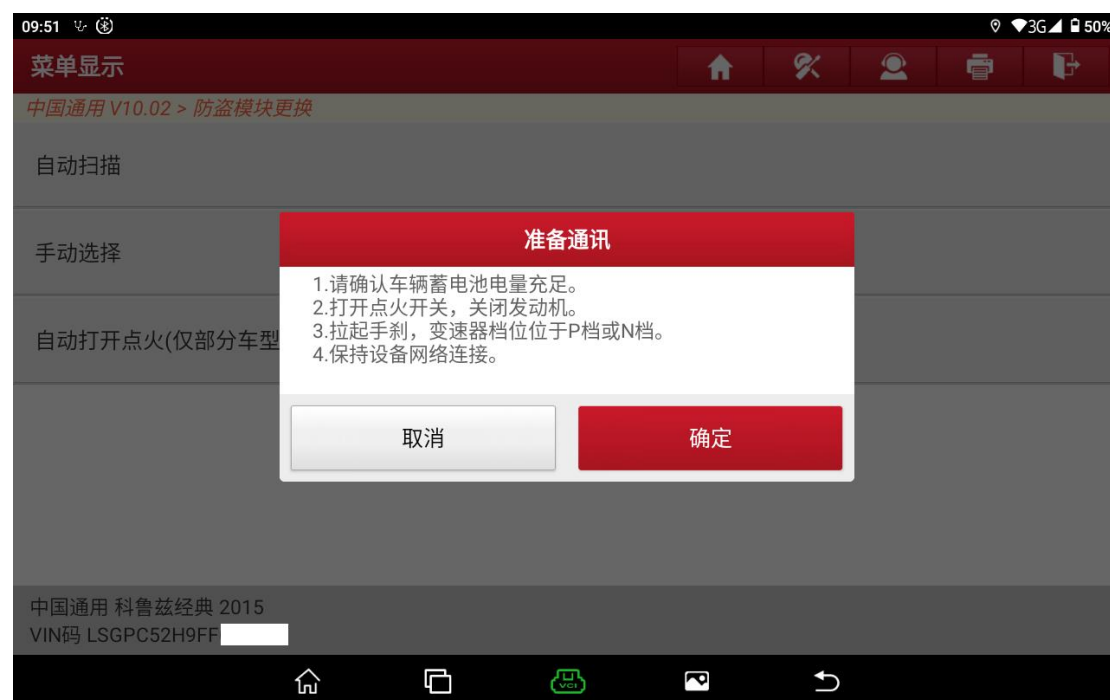 09:51 3G 50%
菜单显示
中国通用 V10.02 > 防盗模块更换
自动扫描
手动选择
自动打开点火(仅部分车型
准备通讯
1.请确认车辆蓄电池电量充足。
2.打开点火开关，关闭发动机。
3.拉起手刹，变速器档位位于P档或N档。
4.保持设备网络连接。
取消 确定
中国通用 科鲁兹经典 2015
VIN码 LSGPC52H9FF
VCI